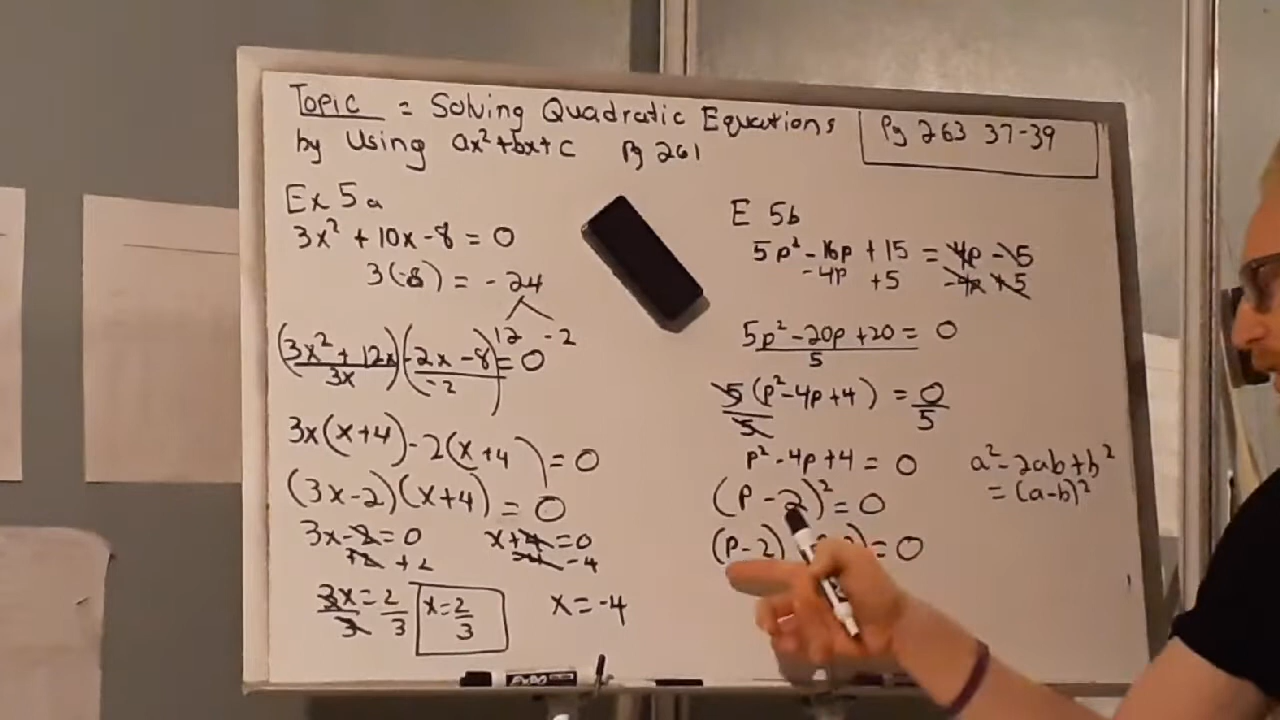 Topic = Solving Quadratic Equations
by Using ax²+bx+c Pg 261
Pg 263 37-39
Ex 5a
3x² + 10x - 8 = 0
3(-8) = - 24
12 -2
(3x² + 12x)(-2x - 8) = 0
3x -2
3x(x+4) - 2(x+4) = 0
(3x-2)(x+4) = 0
3x-2=0 x+4=0
+2 +2 -4 -4
3x = 2
3 3
x = 2
3
x = -4
E 5b
5p² - 16p + 15 = 4p - 5
-4p +5 -4p +5
5p² - 20p + 20 = 0
5
5(p² - 4p + 4) = 0
5 5
p² - 4p + 4 = 0
a² - 2ab + b²
= (a-b)²
(p - 2)² = 0
(p - 2) = 0
EXPO